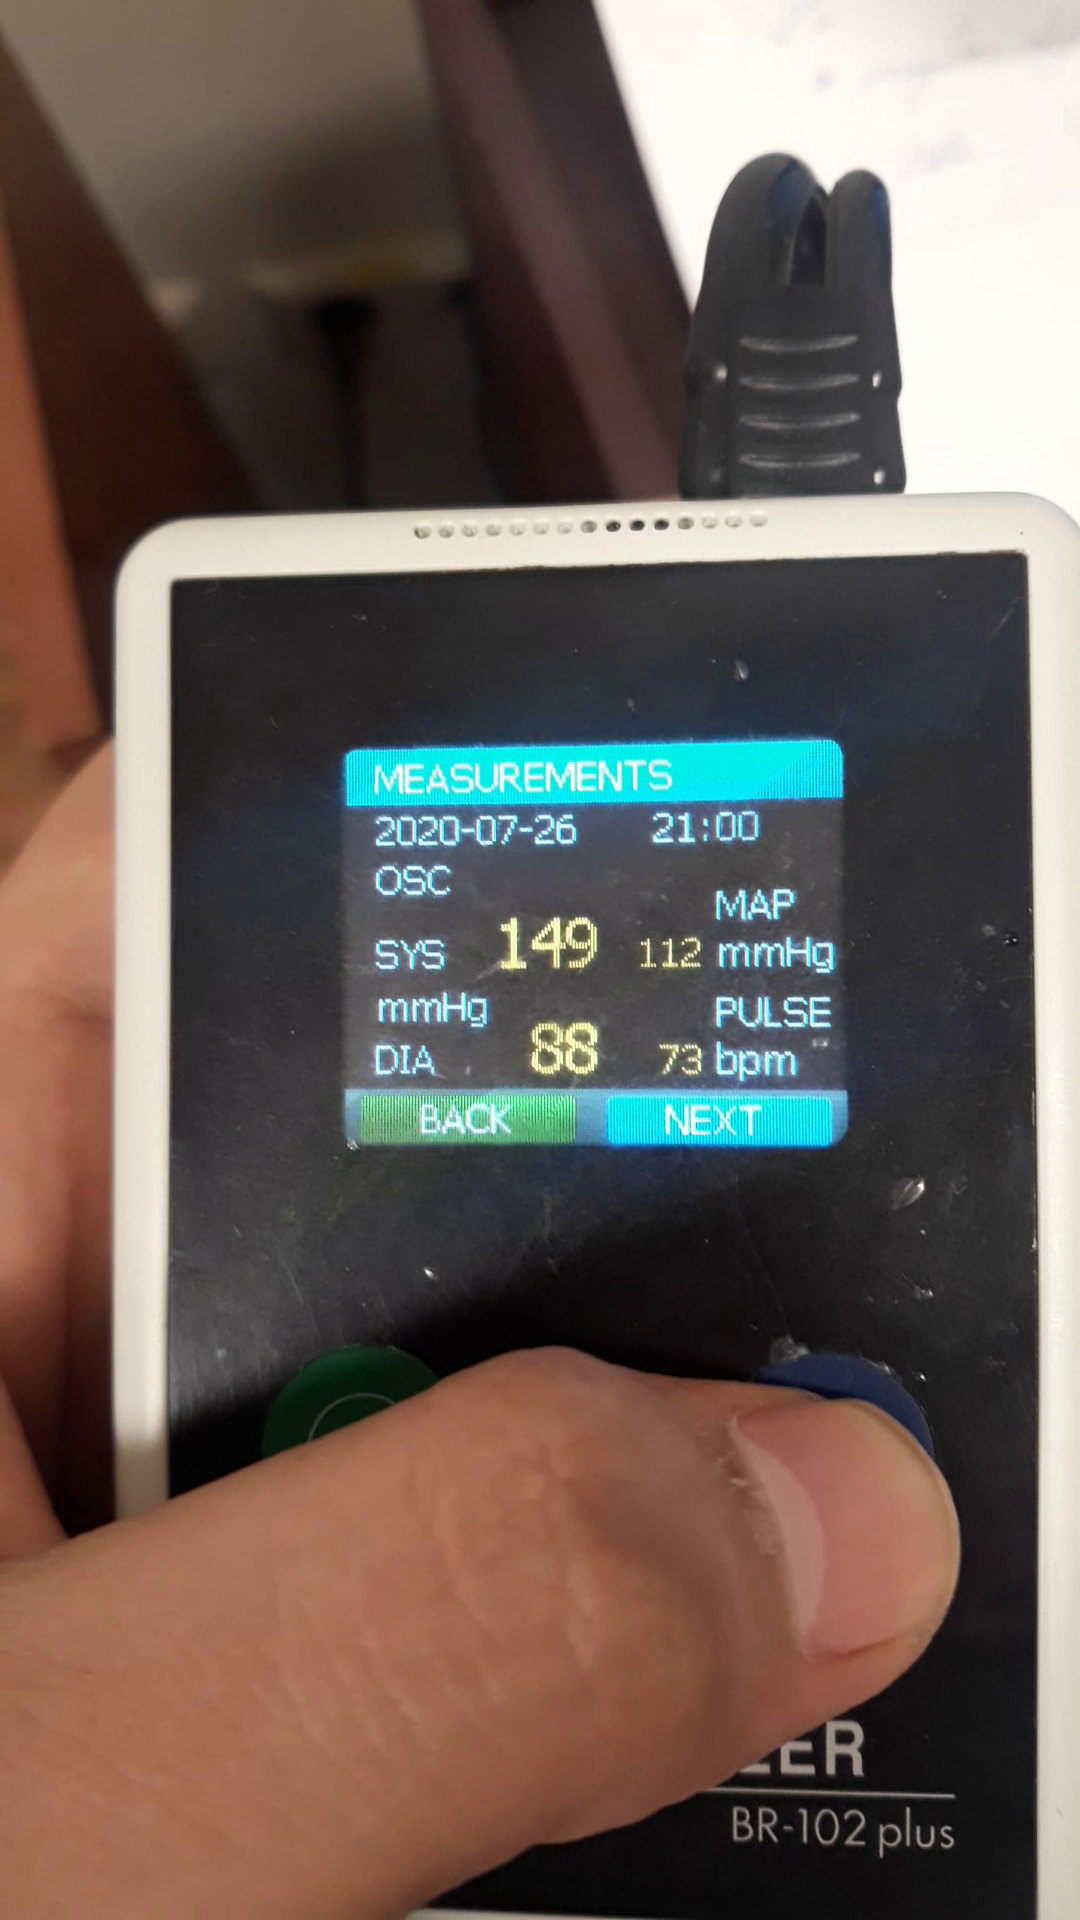 MEASUREMENTS
2020-07-26 21:00
OSC
MAP
SYS 149 112 mmHg
mmHg PULSE
DIA 88 73 bpm
BACK NEXT
BR-102 plus